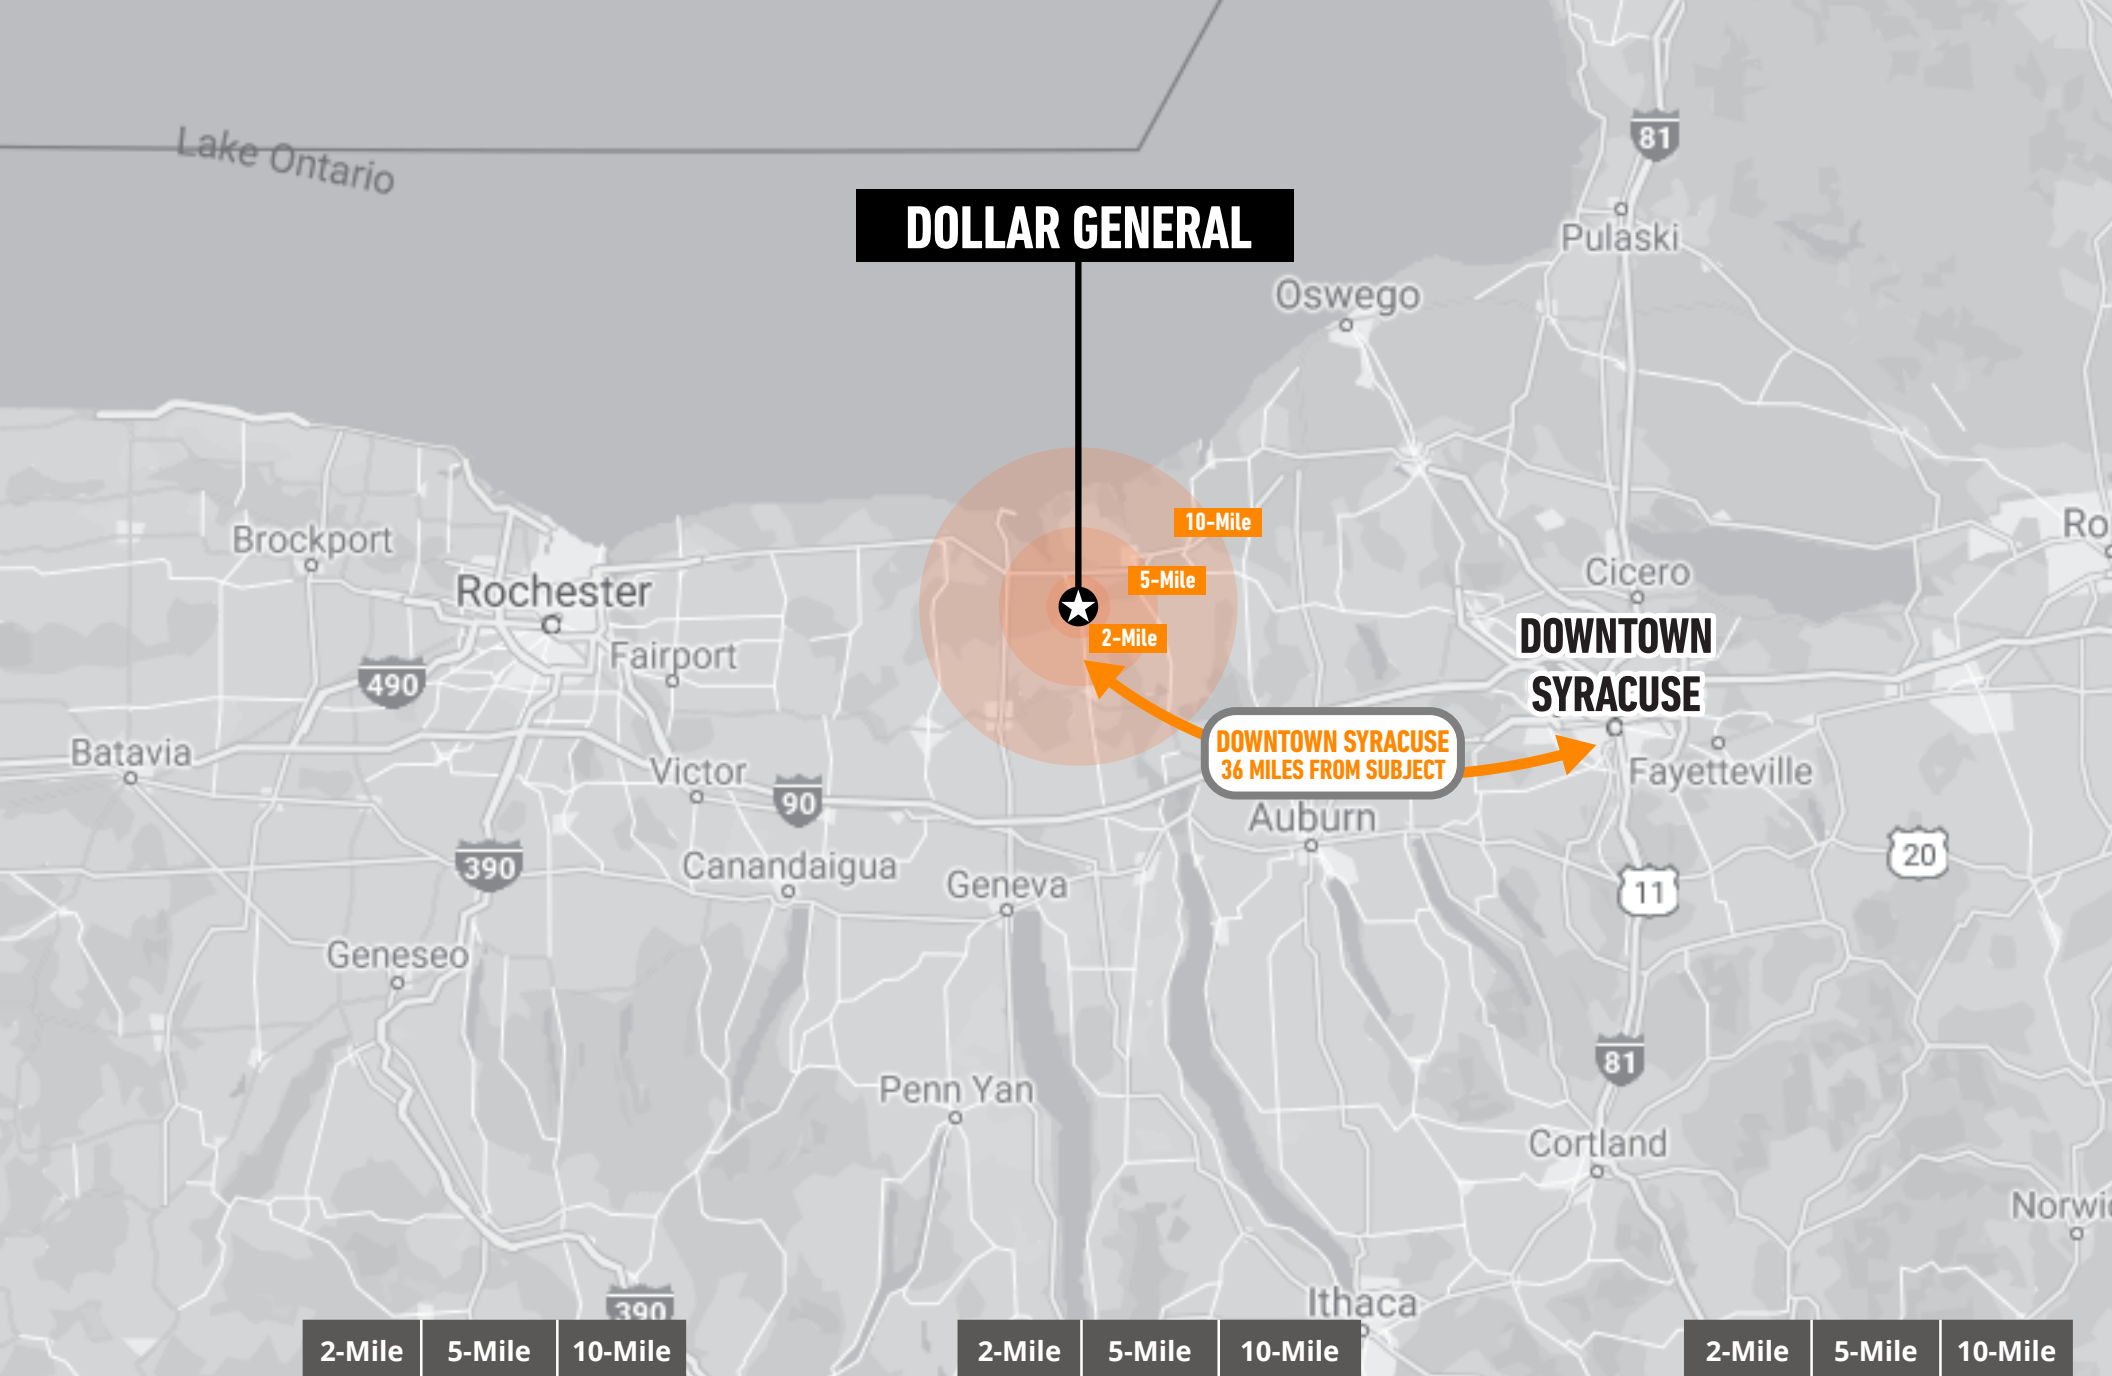 81
Lake Ontario
DOLLAR GENERAL
Pulaski
Oswego
10-Mile
Ro
Brockport
Cicero
5-Mile
Rochester
2-Mile
DOWNTOWN
SYRACUSE
Fairport
490
Batavia
DOWNTOWN SYRACUSE
36 MILES FROM SUBJECT
Victor
Fayetteville
90
Auburn
20
390
Canandaigua
Geneva
11
Geneseo
81
Penn Yan
Cortland
Norwi
Ithaca
390
2-Mile 5-Mile 10-Mile
2-Mile 5-Mile 10-Mile
2-Mile 5-Mile 10-Mile